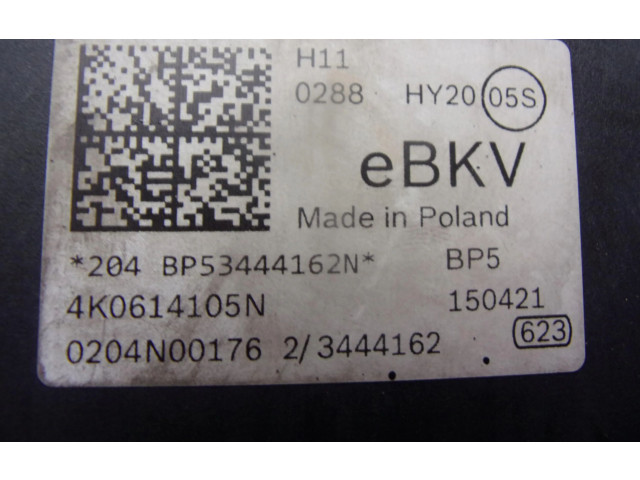 H11
0288 HY20 05S
eBKV
Made in Poland
*204 BP53444162N* BP5
4K0614105N 150421
0204N00176 2/3444162 623